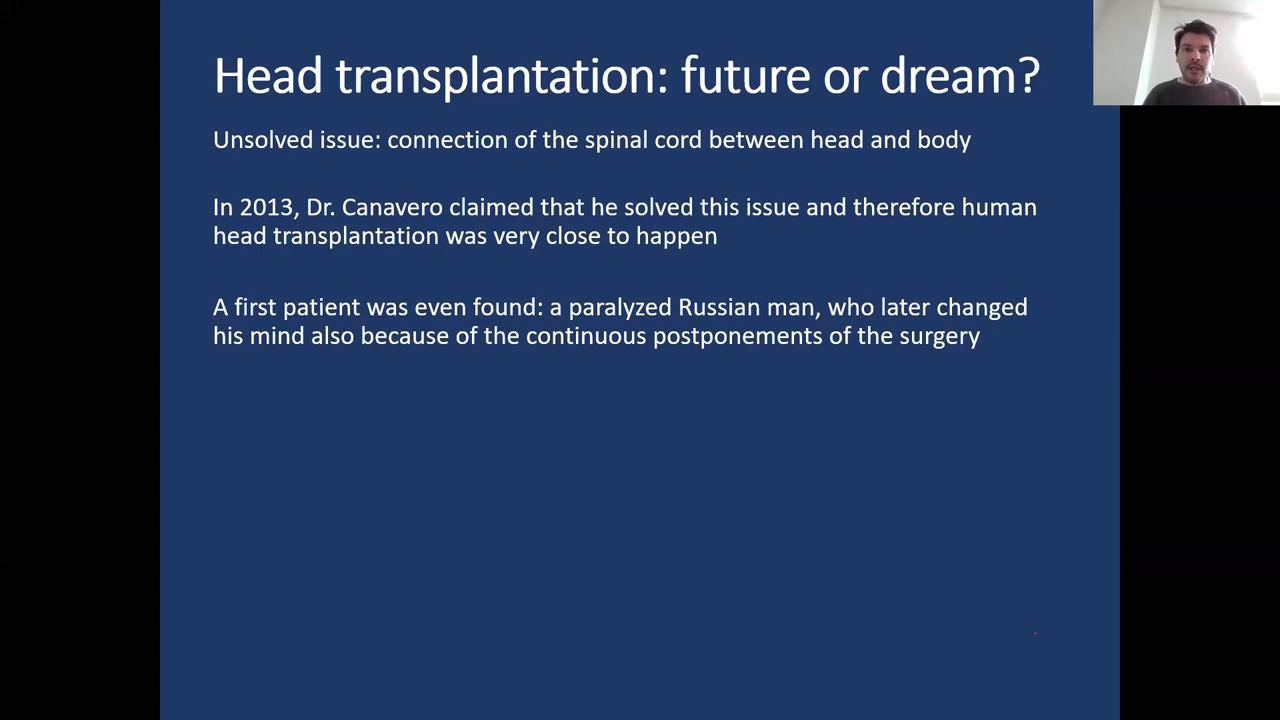 Head transplantation: future or dream?
Unsolved issue: connection of the spinal cord between head and body
In 2013, Dr. Canavero claimed that he solved this issue and therefore human
head transplantation was very close to happen
A first patient was even found: a paralyzed Russian man, who later changed
his mind also because of the continuous postponements of the surgery